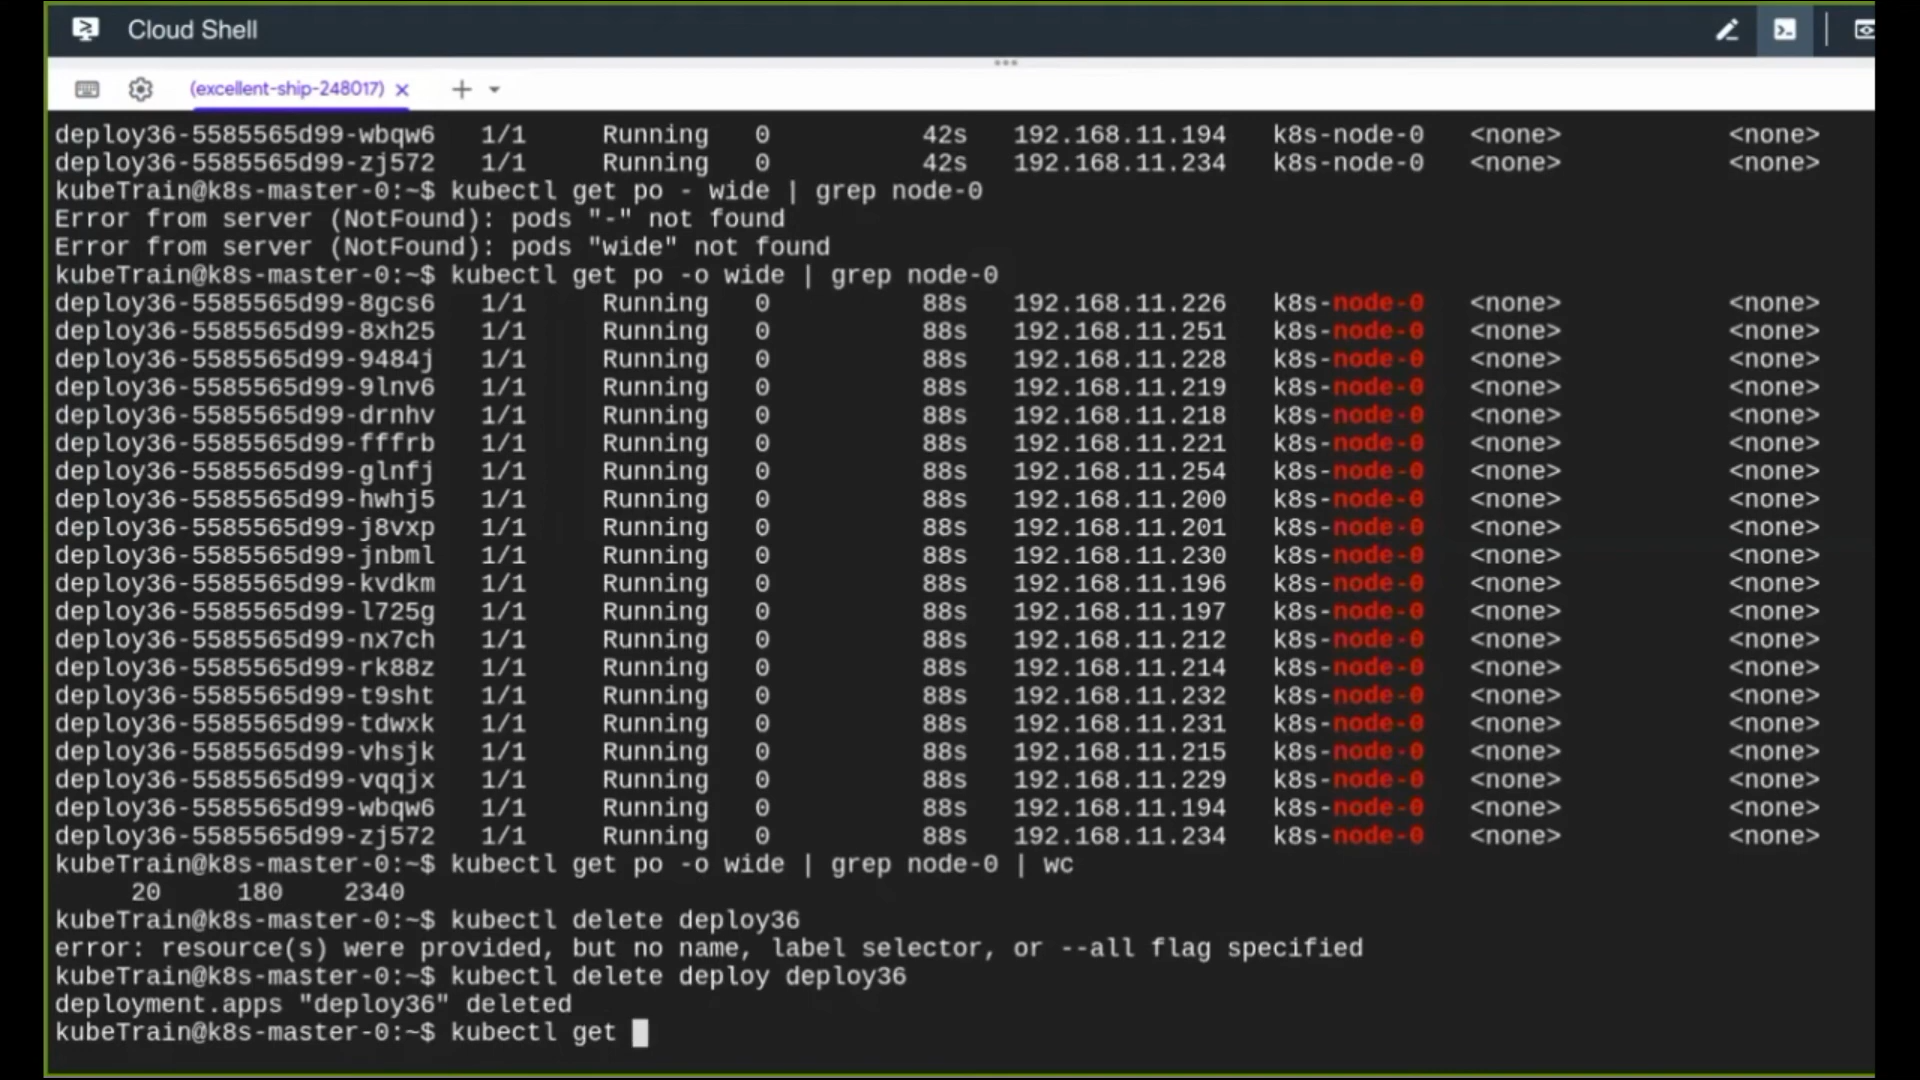 Cloud Shell
(excellent-ship-248017)
deploy36-5585565d99-wbqw6 1/1 Running 0 42s 192.168.11.194 k8s-node-0 <none> <none>
deploy36-5585565d99-zj572 1/1 Running 0 42s 192.168.11.234 k8s-node-0 <none> <none>
kubeTrain@k8s-master-0:~$ kubectl get po - wide | grep node-0
Error from server (NotFound): pods "-" not found
Error from server (NotFound): pods "wide" not found
kubeTrain@k8s-master-0:~$ kubectl get po -o wide | grep node-0
deploy36-5585565d99-8gcs6 1/1 Running 0 88s 192.168.11.226 k8s-node-0 <none> <none>
deploy36-5585565d99-8xh25 1/1 Running 0 88s 192.168.11.251 k8s-node-0 <none> <none>
deploy36-5585565d99-9484j 1/1 Running 0 88s 192.168.11.228 k8s-node-0 <none> <none>
deploy36-5585565d99-9lnv6 1/1 Running 0 88s 192.168.11.219 k8s-node-0 <none> <none>
deploy36-5585565d99-drnhv 1/1 Running 0 88s 192.168.11.218 k8s-node-0 <none> <none>
deploy36-5585565d99-fffrb 1/1 Running 0 88s 192.168.11.221 k8s-node-0 <none> <none>
deploy36-5585565d99-glnfj 1/1 Running 0 88s 192.168.11.254 k8s-node-0 <none> <none>
deploy36-5585565d99-hwhj5 1/1 Running 0 88s 192.168.11.200 k8s-node-0 <none> <none>
deploy36-5585565d99-j8vxp 1/1 Running 0 88s 192.168.11.201 k8s-node-0 <none> <none>
deploy36-5585565d99-jnbml 1/1 Running 0 88s 192.168.11.230 k8s-node-0 <none> <none>
deploy36-5585565d99-kvdkm 1/1 Running 0 88s 192.168.11.196 k8s-node-0 <none> <none>
deploy36-5585565d99-l725g 1/1 Running 0 88s 192.168.11.197 k8s-node-0 <none> <none>
deploy36-5585565d99-nx7ch 1/1 Running 0 88s 192.168.11.212 k8s-node-0 <none> <none>
deploy36-5585565d99-rk88z 1/1 Running 0 88s 192.168.11.214 k8s-node-0 <none> <none>
deploy36-5585565d99-t9sht 1/1 Running 0 88s 192.168.11.232 k8s-node-0 <none> <none>
deploy36-5585565d99-tdwxk 1/1 Running 0 88s 192.168.11.231 k8s-node-0 <none> <none>
deploy36-5585565d99-vhsjk 1/1 Running 0 88s 192.168.11.215 k8s-node-0 <none> <none>
deploy36-5585565d99-vqqjx 1/1 Running 0 88s 192.168.11.229 k8s-node-0 <none> <none>
deploy36-5585565d99-wbqw6 1/1 Running 0 88s 192.168.11.194 k8s-node-0 <none> <none>
deploy36-5585565d99-zj572 1/1 Running 0 88s 192.168.11.234 k8s-node-0 <none> <none>
kubeTrain@k8s-master-0:~$ kubectl get po -o wide | grep node-0 | wc
20 180 2340
kubeTrain@k8s-master-0:~$ kubectl delete deploy36
error: resource(s) were provided, but no name, label selector, or --all flag specified
kubeTrain@k8s-master-0:~$ kubectl delete deploy deploy36
deployment.apps "deploy36" deleted
kubeTrain@k8s-master-0:~$ kubectl get